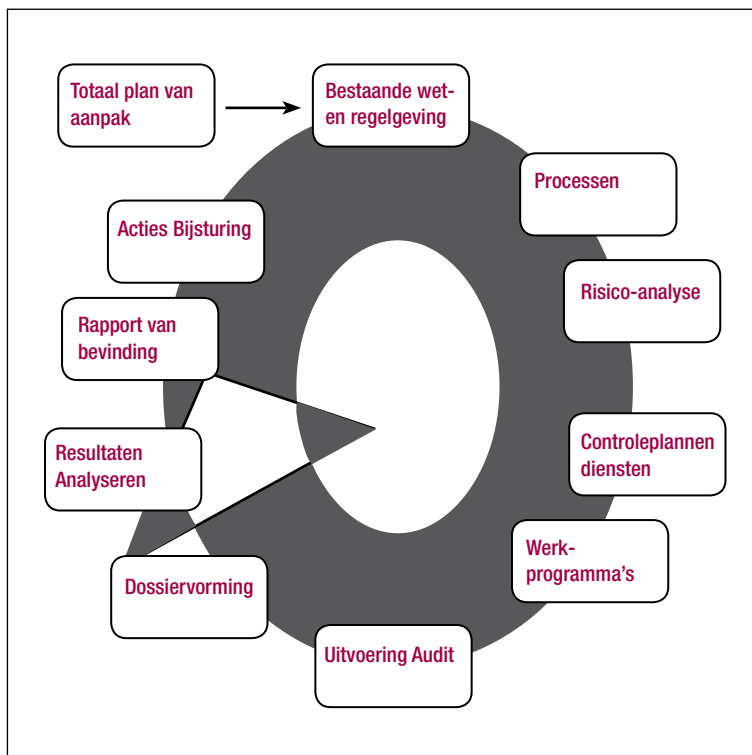 Totaal plan van
aanpak
Bestaande wet-
en regelgeving
Processen
Risico-analyse
Controleplannen
diensten
Werk-
programma's
Uitvoering Audit
Dossiervorming
Resultaten
Analyseren
Rapport van
bevinding
Acties Bijsturing